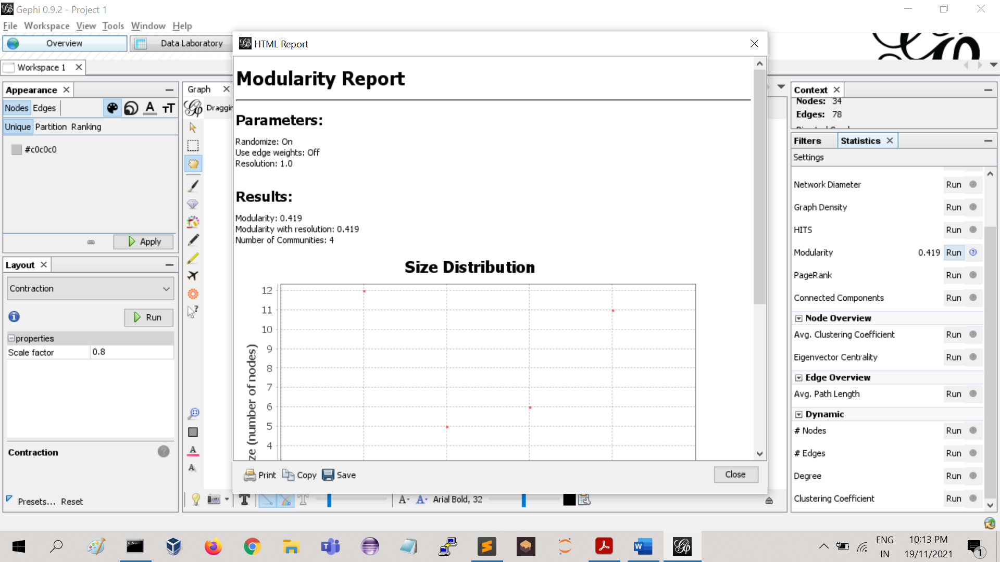 Gephi 0.9.2 - Project 1
File Workspace View Tools Window Help
Overview
Data Laboratory
Workspace 1
Appearance
Nodes Edges
Unique Partition Ranking
#c0c0c0
Apply
Layout
Contraction
Run
properties
Scale factor 0.8
Contraction
Presets... Reset
Graph
HTML Report
Modularity Report
Parameters:
Randomize: On
Use edge weights: Off
Resolution: 1.0
Results:
Modularity: 0.419
Modularity with resolution: 0.419
Number of Communities: 4
Size Distribution
12
11
10
9
8
7
6
5
4
ze (number of nodes)
Print Copy Save
Close
Arial Bold, 32
Context
Nodes: 34
Edges: 78
Filters Statistics
Settings
Network Diameter Run
Graph Density Run
HITS Run
Modularity 0.419 Run
PageRank Run
Connected Components Run
Node Overview
Avg. Clustering Coefficient Run
Eigenvector Centrality Run
Edge Overview
Avg. Path Length Run
Dynamic
# Nodes Run
# Edges Run
Degree Run
Clustering Coefficient Run
ENG
IN
10:13 PM
19/11/2021
1